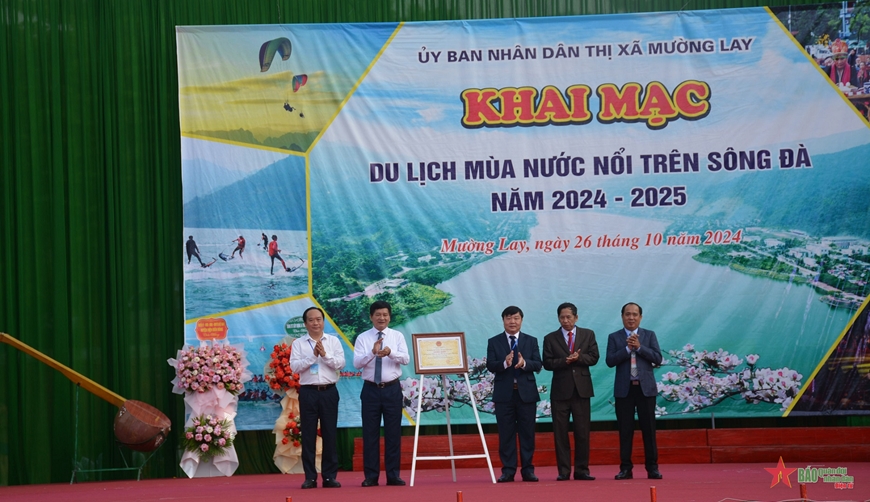 ỦY BAN NHÂN DÂN THỊ XÃ MƯỜNG LAY
KHAI MẠC
DU LỊCH MÙA NƯỚC NỔI TRÊN SÔNG ĐÀ
NĂM 2024 - 2025
Mường Lay, ngày 26 tháng 10 năm 2024
BÁO